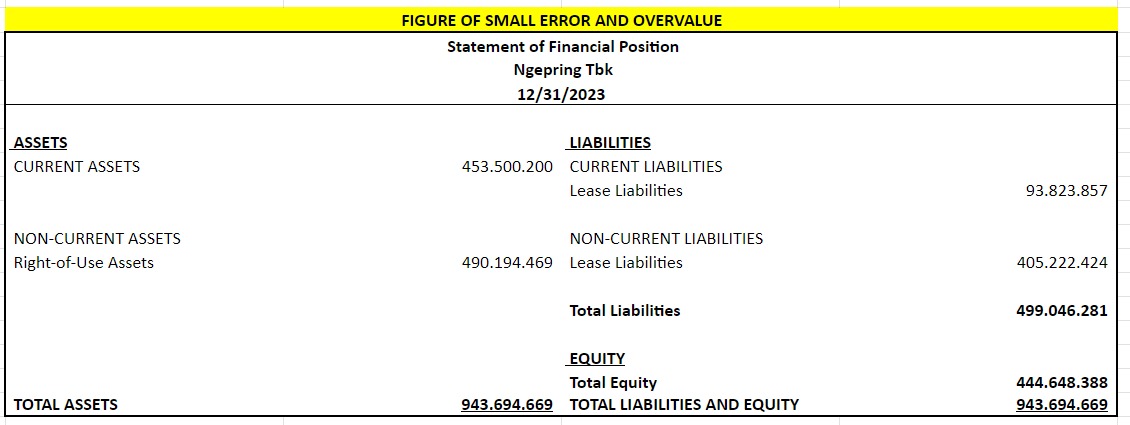 FIGURE OF SMALL ERROR AND OVERVALUE
Statement of Financial Position
Ngepring Tbk
12/31/2023
ASSETS LIABILITIES
CURRENT ASSETS 453.500.200 CURRENT LIABILITIES
Lease Liabilities 93.823.857
NON-CURRENT ASSETS NON-CURRENT LIABILITIES
Right-of-Use Assets 490.194.469 Lease Liabilities 405.222.424
Total Liabilities 499.046.281
EQUITY
Total Equity 444.648.388
TOTAL ASSETS 943.694.669 TOTAL LIABILITIES AND EQUITY 943.694.669